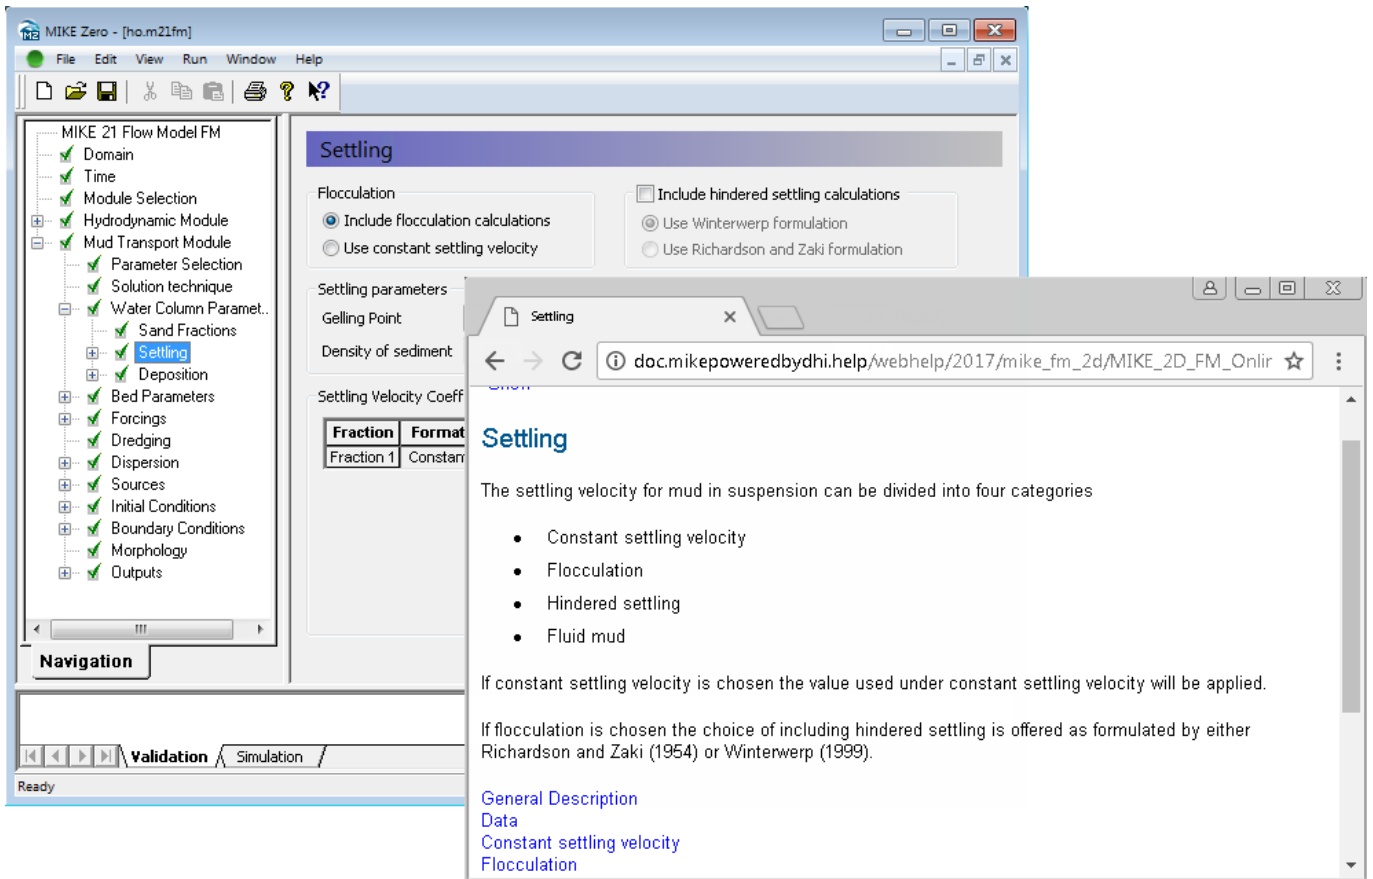 MIKE Zero - [ho.m21fm]
File Edit View Run Window Help
MIKE 21 Flow Model FM
Domain
Time
Module Selection
Hydrodynamic Module
Mud Transport Module
Parameter Selection
Solution technique
Water Column Paramet..
Sand Fractions
Settling
Deposition
Bed Parameters
Forcings
Dredging
Dispersion
Sources
Initial Conditions
Boundary Conditions
Morphology
Outputs
Navigation
Settling
Flocculation
Include flocculation calculations
Use constant settling velocity
Include hindered settling calculations
Use Winterwerp formulation
Use Richardson and Zaki formulation
Settling parameters
Gelling Point
Density of sediment
Settling Velocity Coeff
Fraction Format
Fraction 1 Constan
Validation Simulation
Ready
Settling
doc.mikepoweredbydhi.help/webhelp/2017/mike_fm_2d/MIKE_2D_FM_Onlin
Settling
The settling velocity for mud in suspension can be divided into four categories
• Constant settling velocity
• Flocculation
• Hindered settling
• Fluid mud
If constant settling velocity is chosen the value used under constant settling velocity will be applied.
If flocculation is chosen the choice of including hindered settling is offered as formulated by either
Richardson and Zaki (1954) or Winterwerp (1999).
General Description
Data
Constant settling velocity
Flocculation